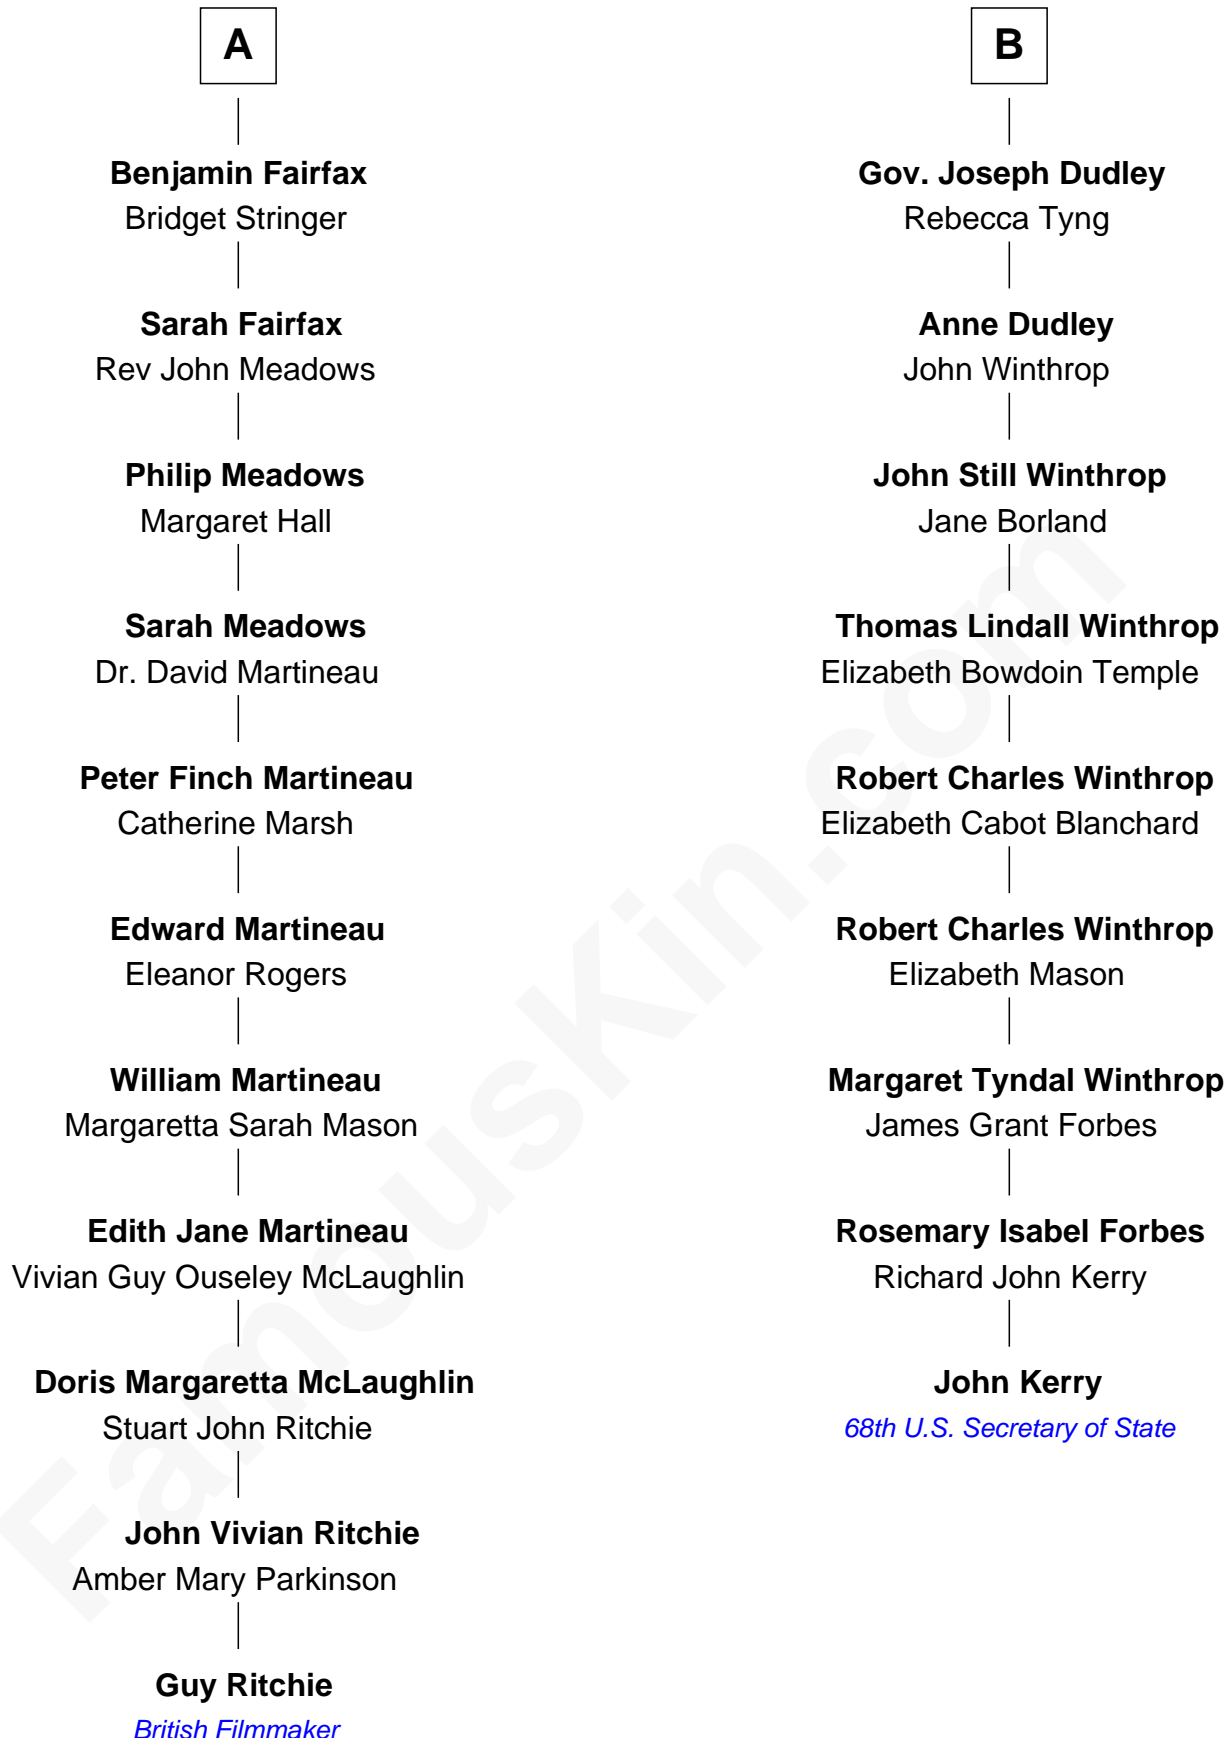 A
Benjamin Fairfax
Bridget Stringer
Sarah Fairfax
Rev John Meadows
Philip Meadows
Margaret Hall
Sarah Meadows
Dr. David Martineau
Peter Finch Martineau
Catherine Marsh
Edward Martineau
Eleanor Rogers
William Martineau
Margaretta Sarah Mason
Edith Jane Martineau
Vivian Guy Ouseley McLaughlin
Doris Margaretta McLaughlin
Stuart John Ritchie
John Vivian Ritchie
Amber Mary Parkinson
Guy Ritchie
British Filmmaker
B
Gov. Joseph Dudley
Rebecca Tyng
Anne Dudley
John Winthrop
John Still Winthrop
Jane Borland
Thomas Lindall Winthrop
Elizabeth Bowdoin Temple
Robert Charles Winthrop
Elizabeth Cabot Blanchard
Robert Charles Winthrop
Elizabeth Mason
Margaret Tyndal Winthrop
James Grant Forbes
Rosemary Isabel Forbes
Richard John Kerry
John Kerry
68th U.S. Secretary of State
FamousKin.com